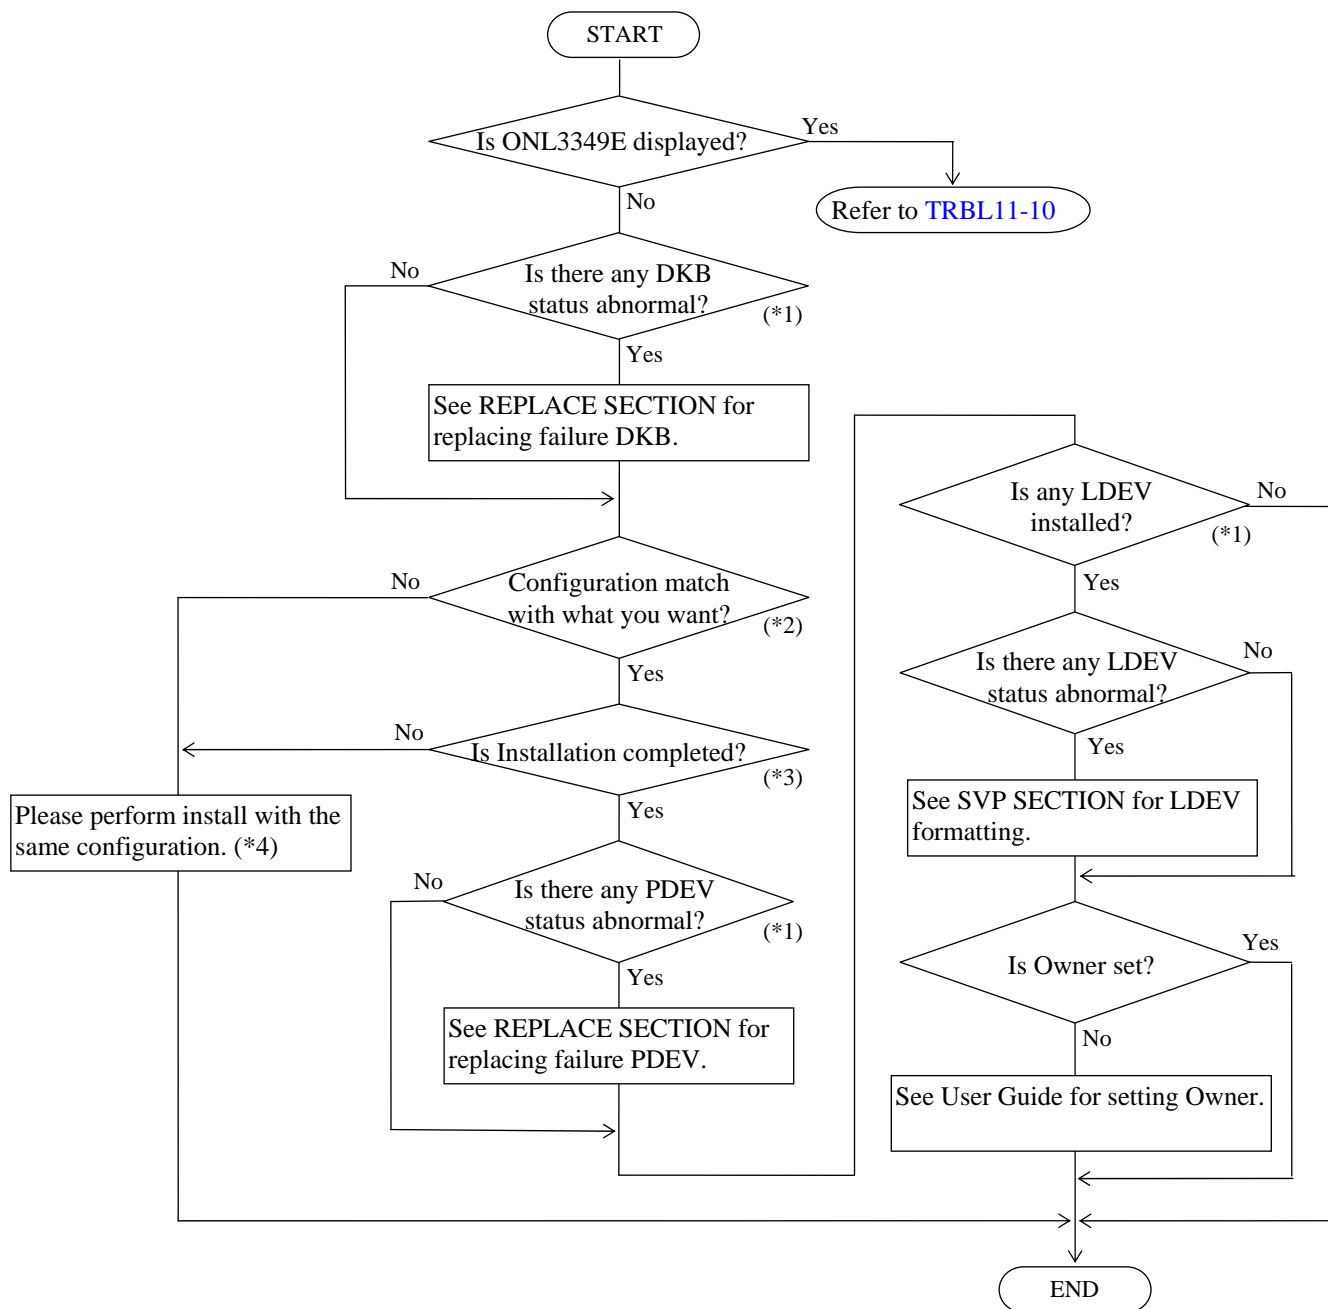 START
Is ONL3349E displayed?
Yes
Refer to TRBL11-10
No
Is there any DKB
status abnormal?
(*1)
No
Yes
See REPLACE SECTION for
replacing failure DKB.
Configuration match
with what you want?
(*2)
No
Yes
Is Installation completed?
(*3)
No
Please perform install with the
same configuration. (*4)
Yes
Is there any PDEV
status abnormal?
(*1)
No
Yes
See REPLACE SECTION for
replacing failure PDEV.
Is any LDEV
installed?
(*1)
No
Yes
Is there any LDEV
status abnormal?
No
Yes
See SVP SECTION for LDEV
formatting.
Is Owner set?
Yes
No
See User Guide for setting Owner.
END